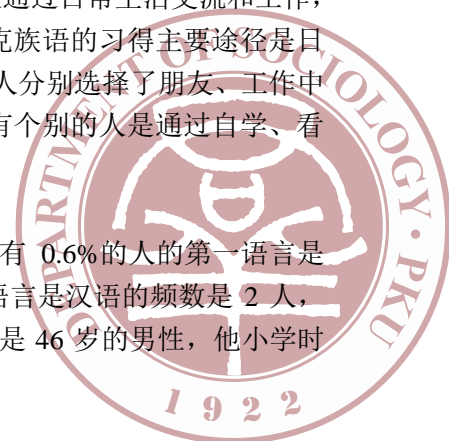 通过日常生活交流和工作，
克族语的习得主要途径是日
人分别选择了朋友、工作中
有个别的人是通过自学、看
有 0.6%的人的第一语言是
语言是汉语的频数是 2 人，
是 46 岁的男性，他小学时
DEPARTMENT OF SOCIOLOGY · PKU
1922